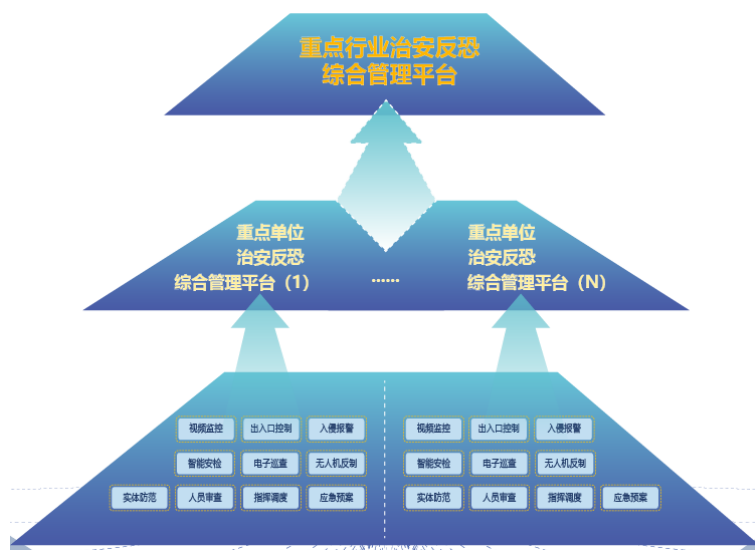 重点行业治安反恐
综合管理平台
重点单位
治安反恐
综合管理平台（1）
......
重点单位
治安反恐
综合管理平台（N）
视频监控 出入口控制 入侵报警
智能安检 电子巡查 无人机反制
实体防范 人员审查 指挥调度 应急预案
视频监控 出入口控制 入侵报警
智能安检 电子巡查 无人机反制
实体防范 人员审查 指挥调度 应急预案